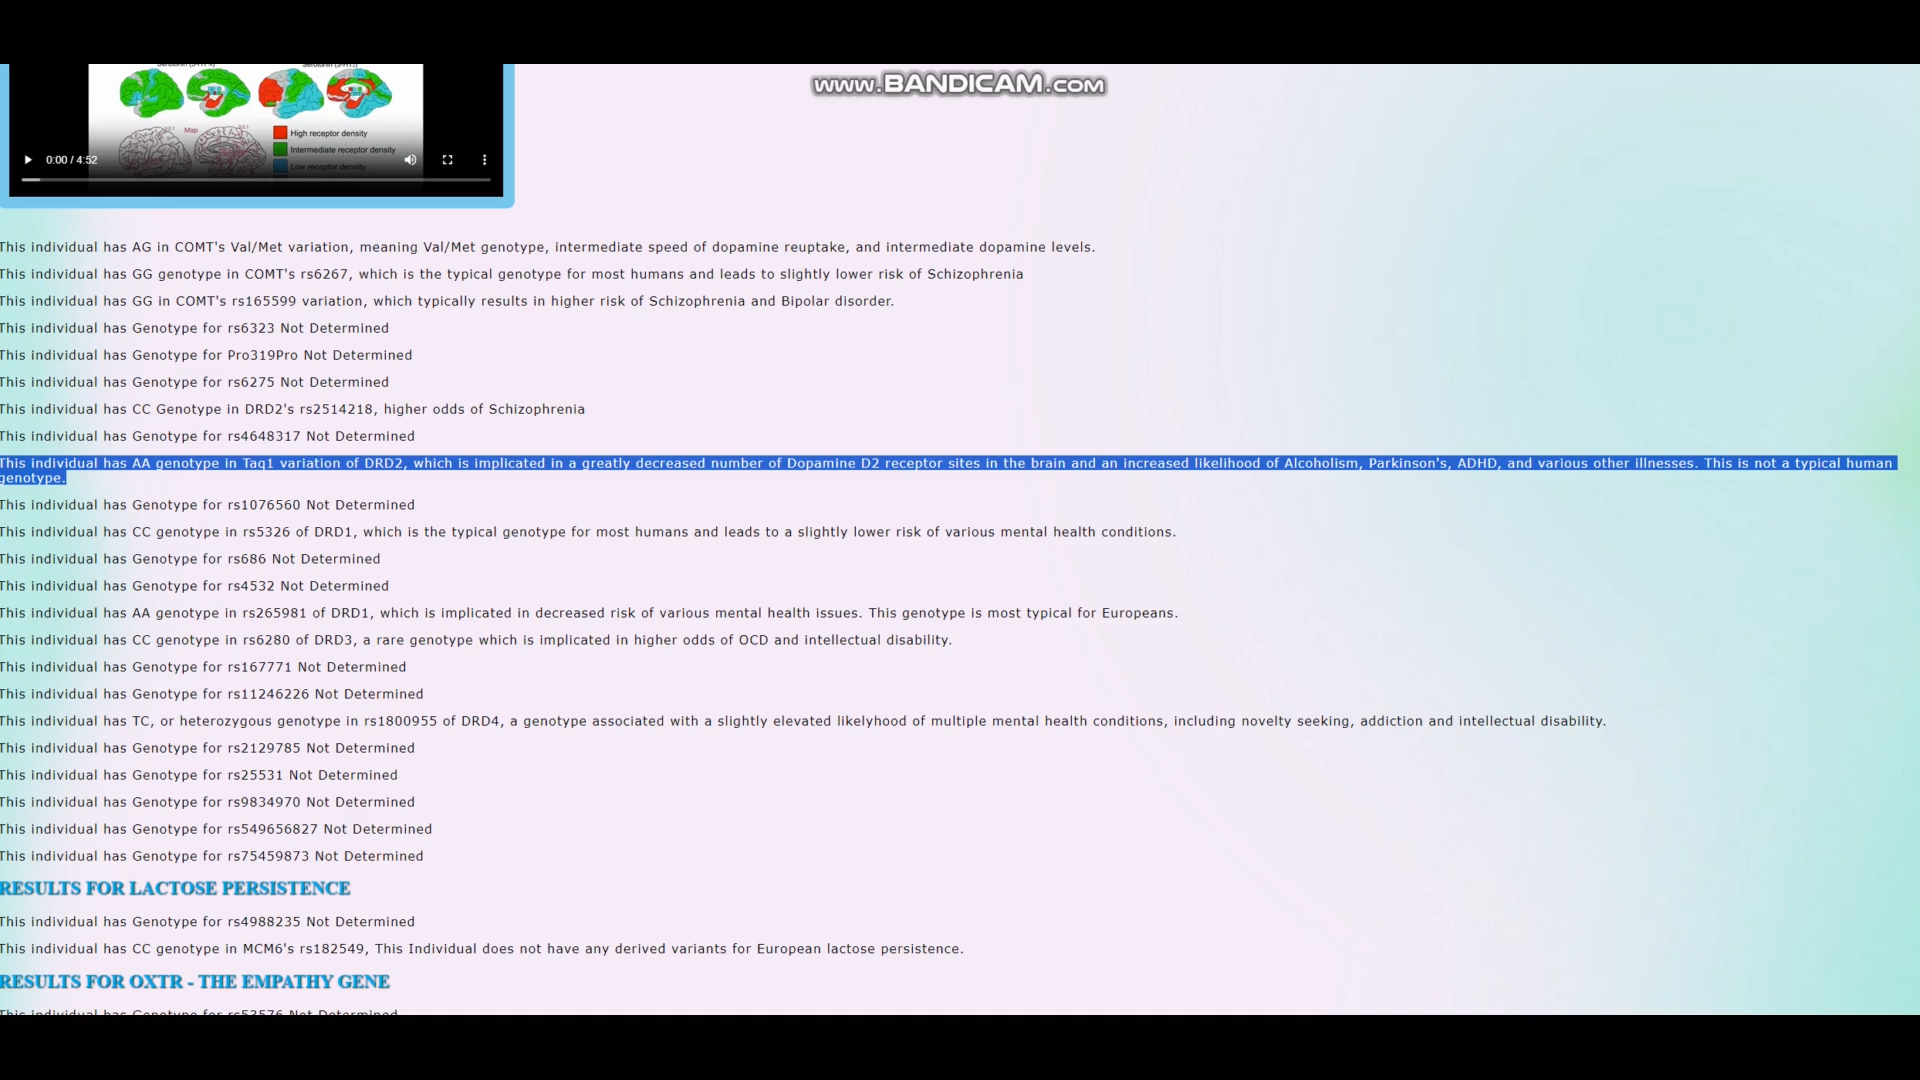 www.BANDICAM.com
Map
High receptor density
Intermediate receptor density
Low receptor density
0:00 / 4:52
This individual has AG in COMT's Val/Met variation, meaning Val/Met genotype, intermediate speed of dopamine reuptake, and intermediate dopamine levels.
This individual has GG genotype in COMT's rs6267, which is the typical genotype for most humans and leads to slightly lower risk of Schizophrenia
This individual has GG in COMT's rs165599 variation, which typically results in higher risk of Schizophrenia and Bipolar disorder.
This individual has Genotype for rs6323 Not Determined
This individual has Genotype for Pro319Pro Not Determined
This individual has Genotype for rs6275 Not Determined
This individual has CC Genotype in DRD2's rs2514218, higher odds of Schizophrenia
This individual has Genotype for rs4648317 Not Determined
This individual has AA genotype in Taq1 variation of DRD2, which is implicated in a greatly decreased number of Dopamine D2 receptor sites in the brain and an increased likelihood of Alcoholism, Parkinson's, ADHD, and various other illnesses. This is not a typical human
genotype.
This individual has Genotype for rs1076560 Not Determined
This individual has CC genotype in rs5326 of DRD1, which is the typical genotype for most humans and leads to a slightly lower risk of various mental health conditions.
This individual has Genotype for rs686 Not Determined
This individual has Genotype for rs4532 Not Determined
This individual has AA genotype in rs265981 of DRD1, which is implicated in decreased risk of various mental health issues. This genotype is most typical for Europeans.
This individual has CC genotype in rs6280 of DRD3, a rare genotype which is implicated in higher odds of OCD and intellectual disability.
This individual has Genotype for rs167771 Not Determined
This individual has Genotype for rs11246226 Not Determined
This individual has TC, or heterozygous genotype in rs1800955 of DRD4, a genotype associated with a slightly elevated likelyhood of multiple mental health conditions, including novelty seeking, addiction and intellectual disability.
This individual has Genotype for rs2129785 Not Determined
This individual has Genotype for rs25531 Not Determined
This individual has Genotype for rs9834970 Not Determined
This individual has Genotype for rs549656827 Not Determined
This individual has Genotype for rs75459873 Not Determined
RESULTS FOR LACTOSE PERSISTENCE
This individual has Genotype for rs4988235 Not Determined
This individual has CC genotype in MCM6's rs182549, This Individual does not have any derived variants for European lactose persistence.
RESULTS FOR OXTR - THE EMPATHY GENE
This individual has Genotype for rs53576 Not Determined